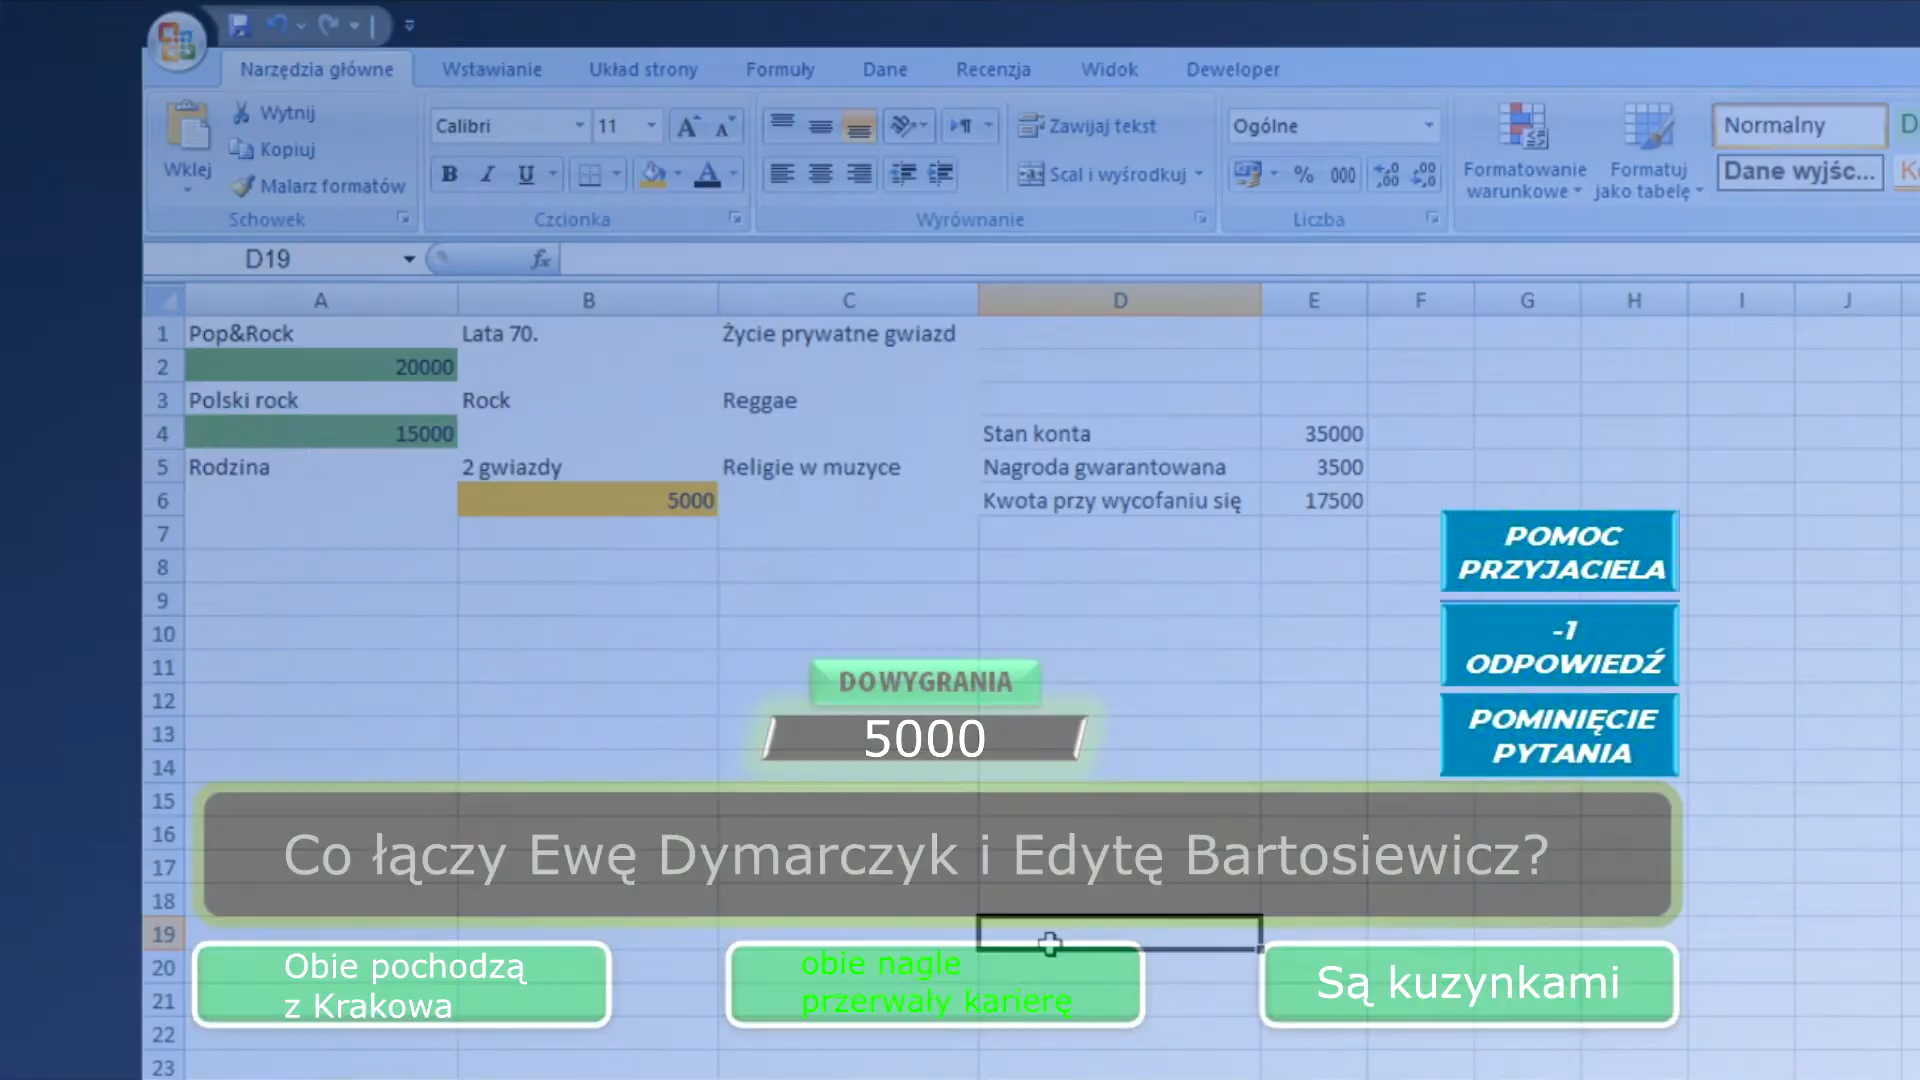 Narzędzia główne Wstawianie Układ strony Formuły Dane Recenzja Widok Deweloper
Wklej
Wytnij
Kopiuj
Malarz formatów
Schowek
Calibri 11
B I U
Czcionka
Zawijaj tekst
Scal i wyśrodkuj
Wyrównanie
Ogólne
% 000
Liczba
Formatowanie
warunkowe
Formatuj
jako tabelę
Normalny
Dane wyjśc...
D19 fx
A B C D E F G H I J
1 Pop&Rock Lata 70. Życie prywatne gwiazd
2 20000
3 Polski rock Rock Reggae
4 15000 Stan konta 35000
5 Rodzina 2 gwiazdy Religie w muzyce Nagroda gwarantowana 3500
6 5000 Kwota przy wycofaniu się 17500
7
8
9
10
11
12
13
14
15
16
17
18
19
20
21
22
23
POMOC
PRZYJACIELA
-1
ODPOWIEDŹ
POMINIĘCIE
PYTANIA
DO WYGRANIA
5000
Co łączy Ewę Dymarczyk i Edytę Bartosiewicz?
Obie pochodzą
z Krakowa
obie nagle
przerwały karierę
Są kuzynkami